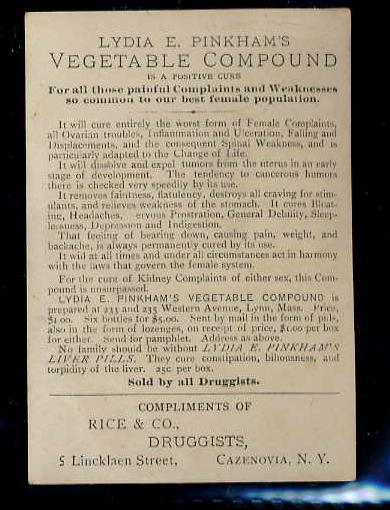 LYDIA E. PINKHAM'S
VEGETABLE COMPOUND
IS A POSITIVE CURE
For all those painful Complaints and Weaknesses
so common to our best female population.
It will cure entirely the worst form of Female Complaints,
all Ovarian troubles, Inflammation and Ulceration, Falling and
Displacements, and the consequent Spinal Weakness, and is
particularly adapted to the Change of Life.
It will dissolve and expel tumors from the uterus in an early
stage of development. The tendency to cancerous humors
there is checked very speedily by its use.
It removes faintness, flatulency, destroys all craving for stim-
ulants, and relieves weakness of the stomach. It cures Bloat-
ing, Headaches, ervous Prostration, General Debility, Sleep-
lessness, Depression and Indigestion.
That feeling of bearing down, causing pain, weight, and
backache, is always permanently cured by its use.
It will at all times and under all circumstances act in harmony
with the laws that govern the female system.
For the cure of Kidney Complaints of either sex, this Com-
pound is unsurpassed.
LYDIA E. PINKHAM'S VEGETABLE COMPOUND is
prepared at 233 and 235 Western Avenue, Lynn, Mass. Price,
$1.00. Six bottles for $5.00. Sent by mail in the form of pills,
also in the form of lozenges, on receipt of price, $1.00 per box
for either. Send for pamphlet. Address as above.
No family should be without LYDIA E. PINKHAM'S
LIVER PILLS. They cure constipation, biliousness, and
torpidity of the liver. 25c per box.
Sold by all Druggists.
COMPLIMENTS OF
RICE & CO.,
DRUGGISTS,
5 Lincklaen Street, CAZENOVIA, N. Y.